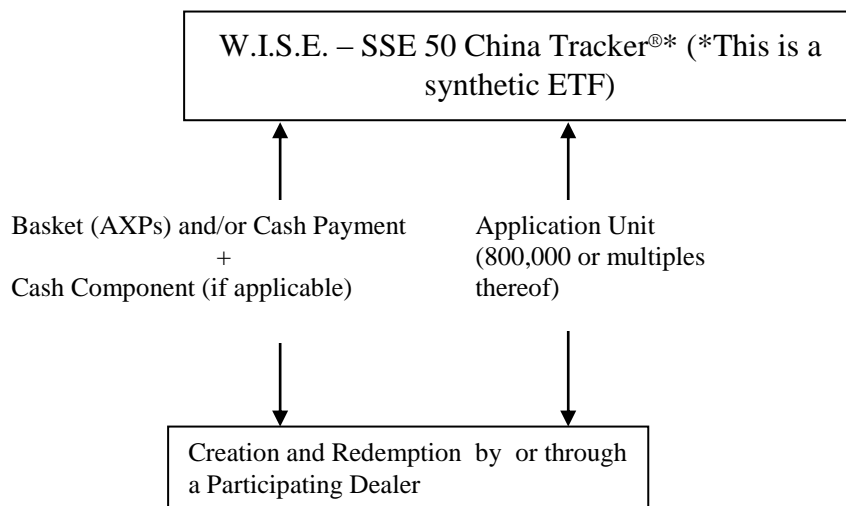 W.I.S.E. – SSE 50 China Tracker®* (*This is a
synthetic ETF)
Basket (AXPs) and/or Cash Payment
+
Cash Component (if applicable)
Application Unit
(800,000 or multiples
thereof)
Creation and Redemption by or through
a Participating Dealer